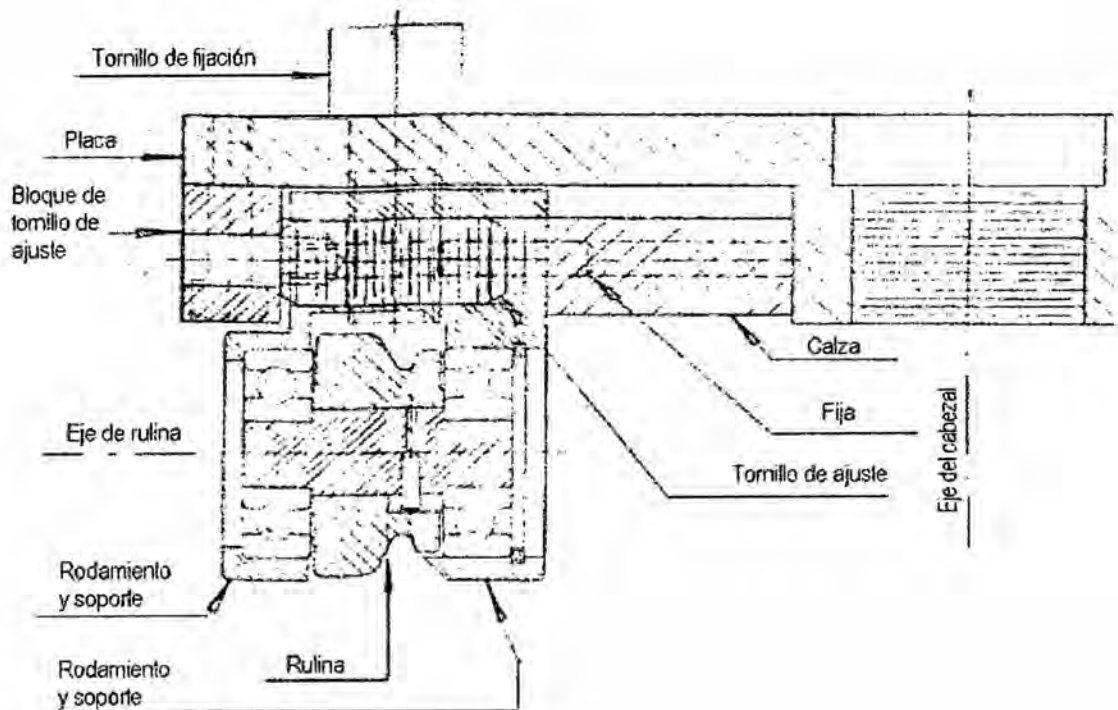 Tornillo de fijación
Placa
Bloque de
tornillo de
ajuste
Calza
Eje de rulina
Fija
Tornillo de ajuste
Eje del cabezal
Rodamiento
y soporte
Rulina
Rodamiento
y soporte